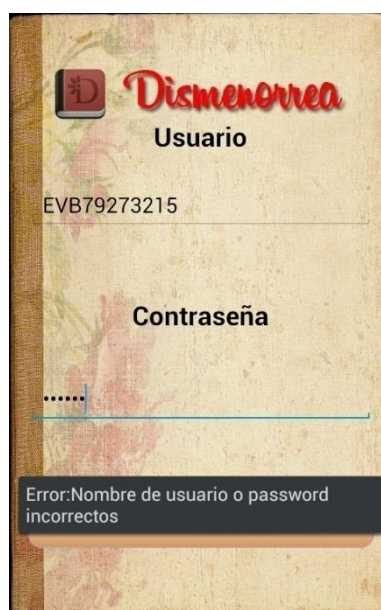 D Dismenorrea
Usuario
EVB79273215
Contraseña
••••••
Error:Nombre de usuario o password
incorrectos